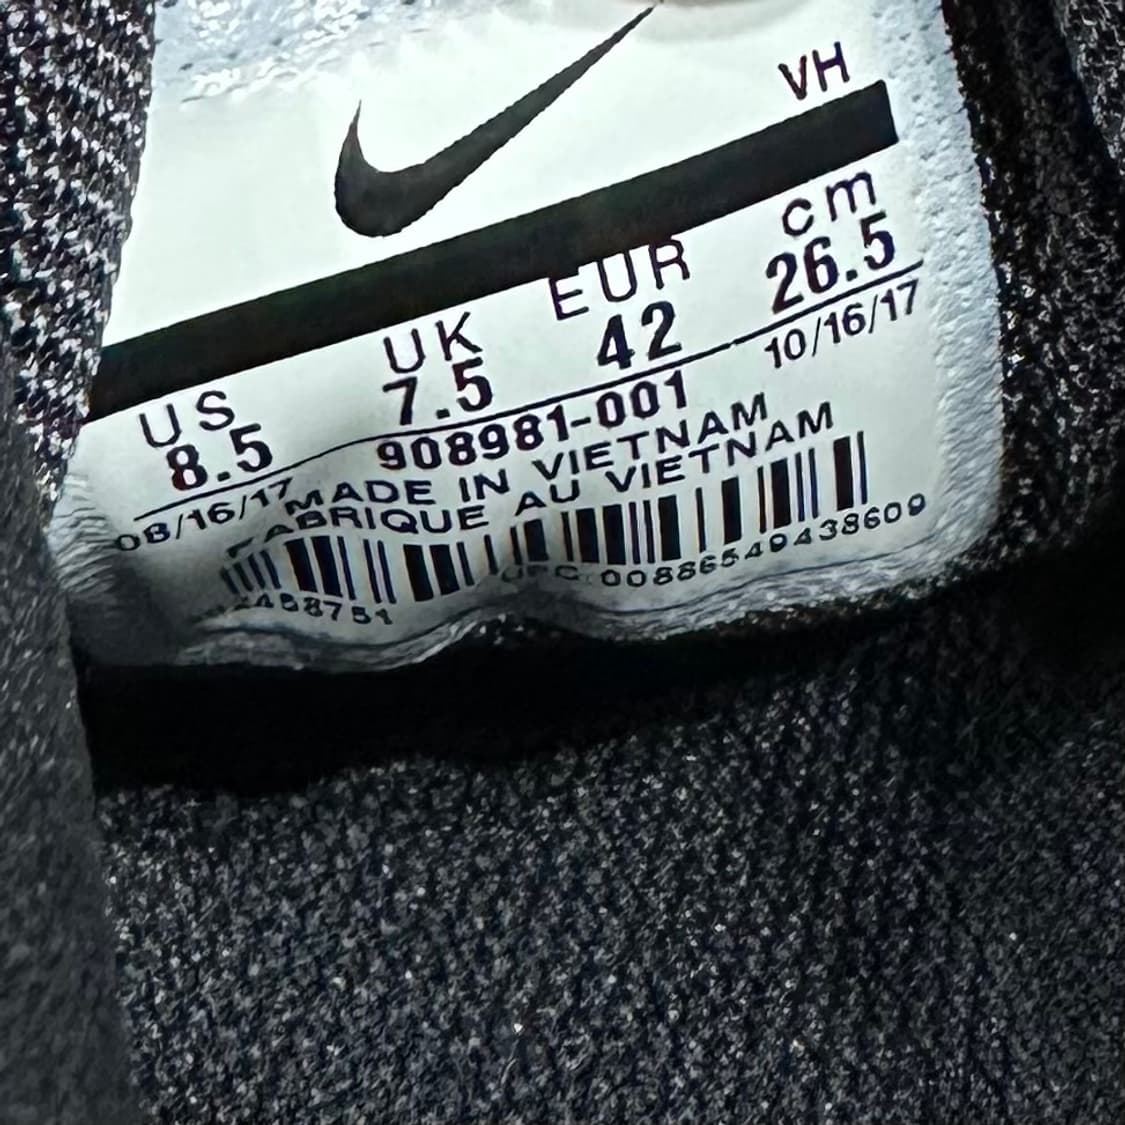 VH
US UK EUR cm
8.5 7.5 42 26.5
08/16/17 908981-001 10/16/17
MADE IN VIETNAM
FABRIQUE AU VIETNAM
UPC: 00886549438609